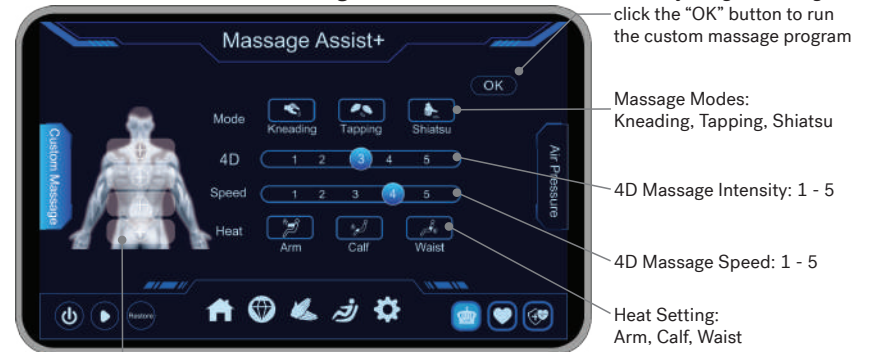 click the “OK” button to run
the custom massage program
Massage Assist+
OK
Massage Modes:
Kneading, Tapping, Shiatsu
Mode
Kneading Tapping Shiatsu
Custom Massage
Air Pressure
4D 1 2 3 4 5
4D Massage Intensity: 1 - 5
Speed 1 2 3 4 5
Heat
Arm Calf Waist
4D Massage Speed: 1 - 5
Heat Setting:
Arm, Calf, Waist
Restore